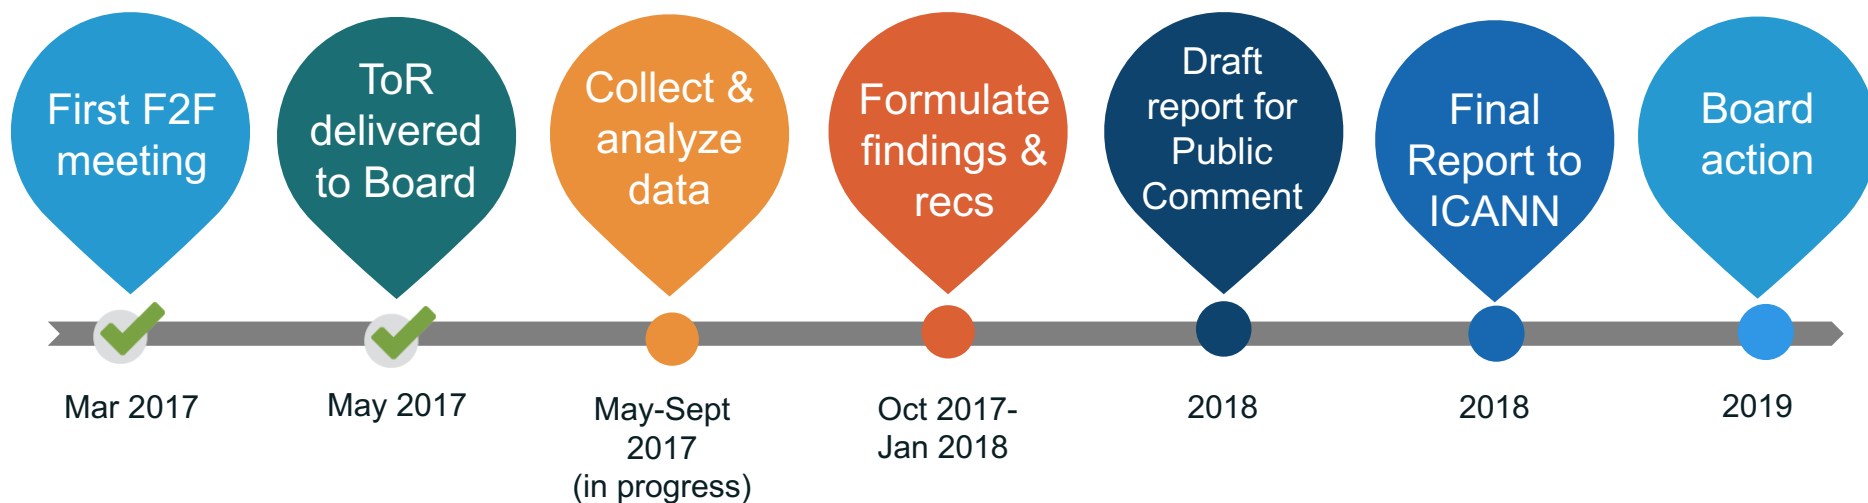 First F2F
meeting
ToR
delivered
to Board
Collect &
analyze
data
Formulate
findings &
recs
Draft
report for
Public
Comment
Final
Report to
ICANN
Board
action
Mar 2017
May 2017
May-Sept
2017
(in progress)
Oct 2017-
Jan 2018
2018
2018
2019